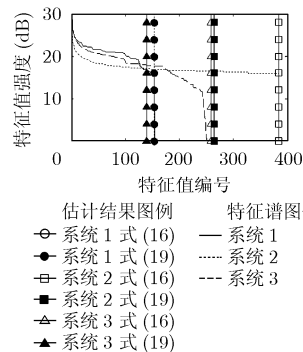 特征值强度 (dB)
30
20
10
0
100
200
300
400
特征值编号
估计结果图例
特征谱图
系统 1 式 (16)
系统 1
系统 1 式 (19)
系统 2
系统 2 式 (16)
系统 3
系统 2 式 (19)
系统 3 式 (16)
系统 3 式 (19)